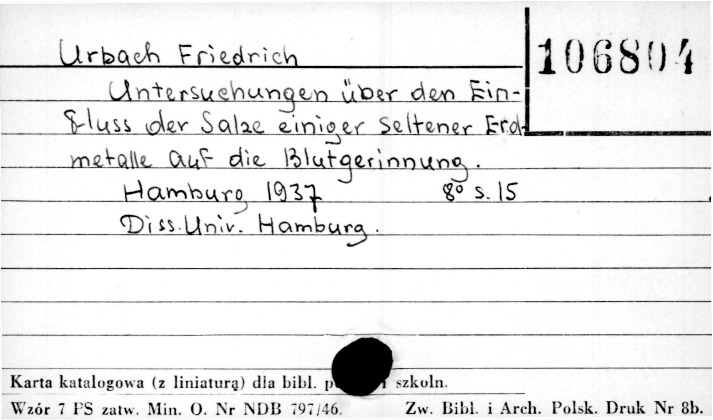 Urbach Friedrich
106804
Untersuchungen über den Ein-
fluss der Salze einiger seltener Erd-
metalle auf die Blutgerinnung.
Hamburg 1937 8° s. 15
Diss. Univ. Hamburg.
Karta katalogowa (z liniaturą) dla bibl. p i szkoln.
Wzór 7 PS zatw. Min. O. Nr NDB 797/46. Zw. Bibl. i Arch. Polsk. Druk Nr 8b.